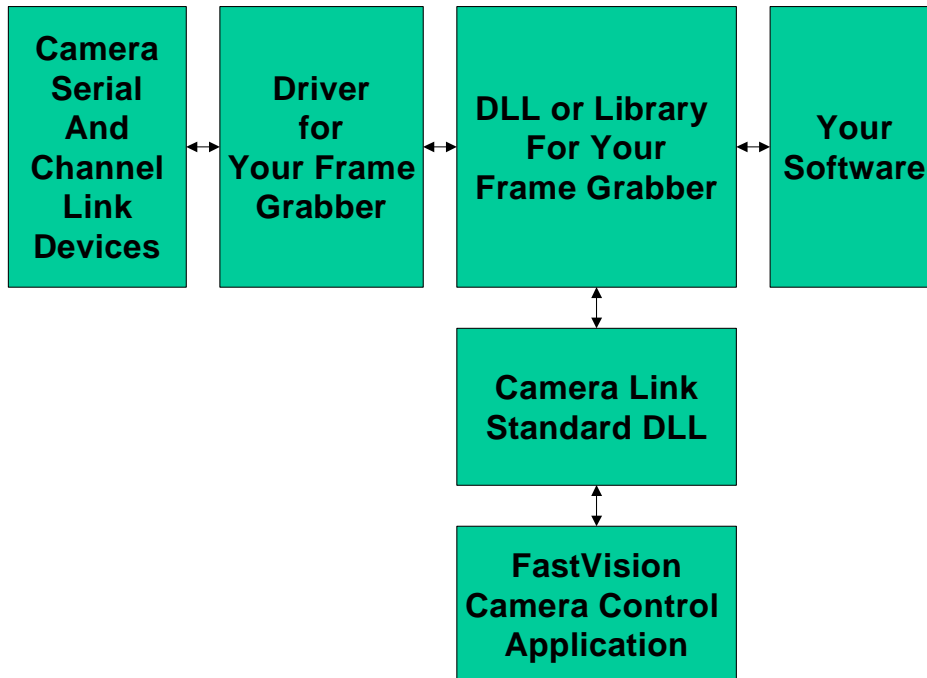 Camera
Serial
And
Channel
Link
Devices
Driver
for
Your Frame
Grabber
DLL or Library
For Your
Frame Grabber
Your
Software
Camera Link
Standard DLL
FastVision
Camera Control
Application